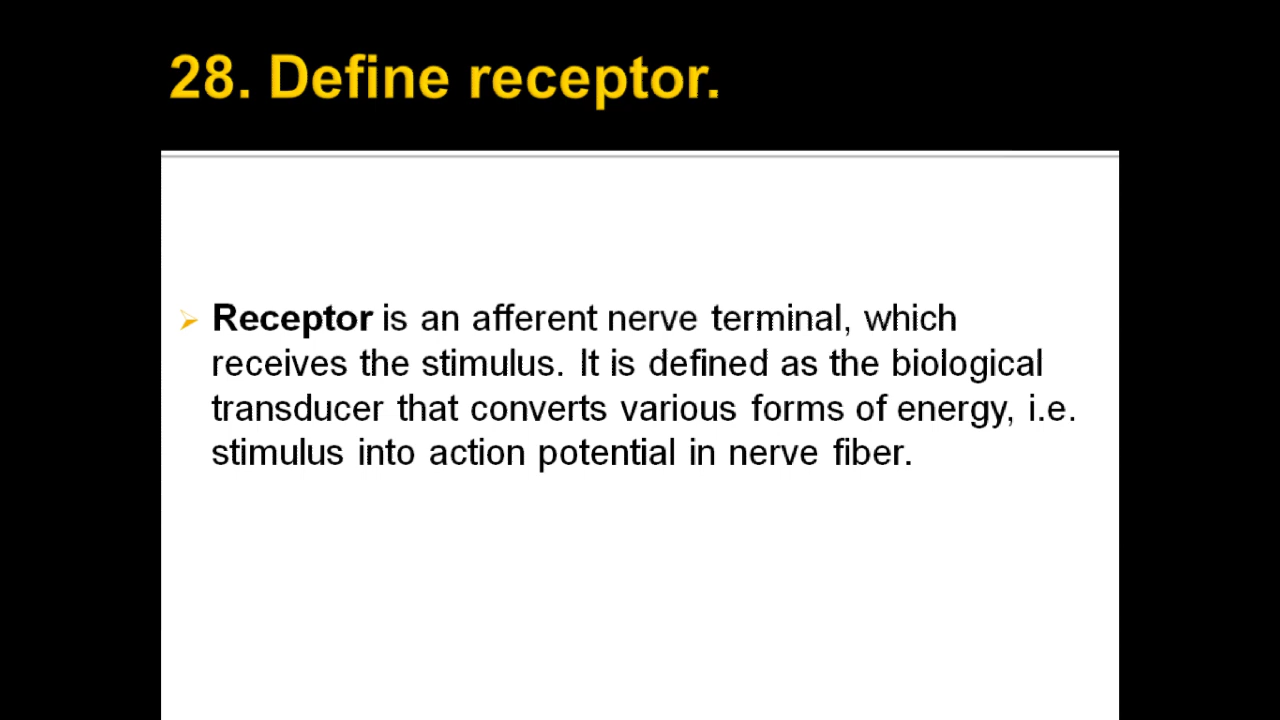 28. Define receptor.
Receptor is an afferent nerve terminal, which
receives the stimulus. It is defined as the biological
transducer that converts various forms of energy, i.e.
stimulus into action potential in nerve fiber.